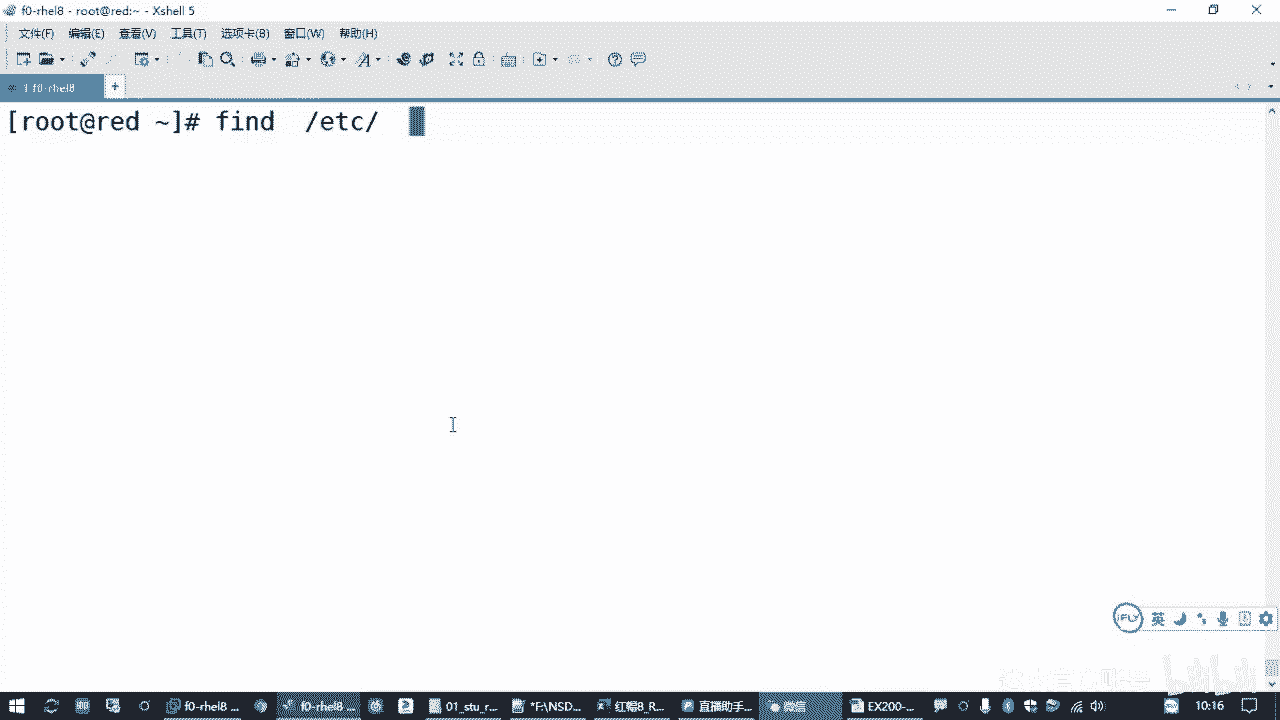 f0-rhel8 - root@red:~ - Xshell 5
文件(F) 编辑(E) 查看(V) 工具(T) 选项卡(B) 窗口(W) 帮助(H)
1 f0-rhel8 +
[root@red ~]# find  /etc/
iFLY 英
f0-rhel8 ... f0-rhel8 ... 01_stu_r... *F:\NSD... 红帽8_R... 直播助手... 微信 EX200-... 10:16